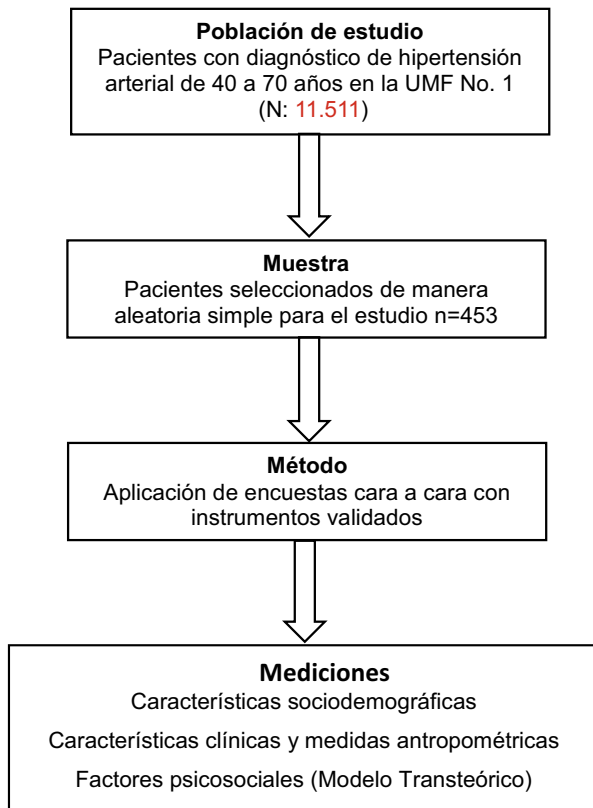 Población de estudio
Pacientes con diagnóstico de hipertensión
arterial de 40 a 70 años en la UMF No. 1
(N: 11.511)
Muestra
Pacientes seleccionados de manera
aleatoria simple para el estudio n=453
Método
Aplicación de encuestas cara a cara con
instrumentos validados
Mediciones
Características sociodemográficas
Características clínicas y medidas antropométricas
Factores psicosociales (Modelo Transteórico)